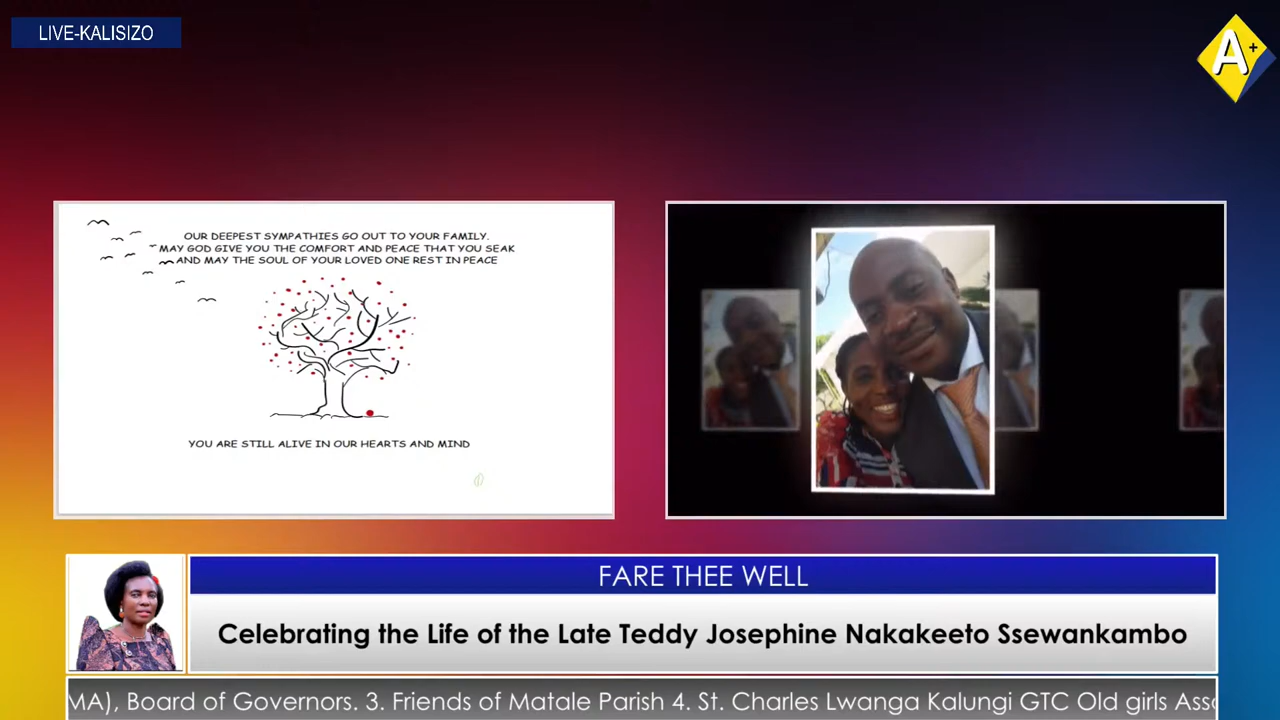 LIVE-KALISIZO
A+
OUR DEEPEST SYMPATHIES GO OUT TO YOUR FAMILY.
MAY GOD GIVE YOU THE COMFORT AND PEACE THAT YOU SEAK
AND MAY THE SOUL OF YOUR LOVED ONE REST IN PEACE
YOU ARE STILL ALIVE IN OUR HEARTS AND MIND
FARE THEE WELL
Celebrating the Life of the Late Teddy Josephine Nakakeeto Ssewankambo
MA), Board of Governors. 3. Friends of Matale Parish 4. St. Charles Lwanga Kalungi GTC Old girls Asso